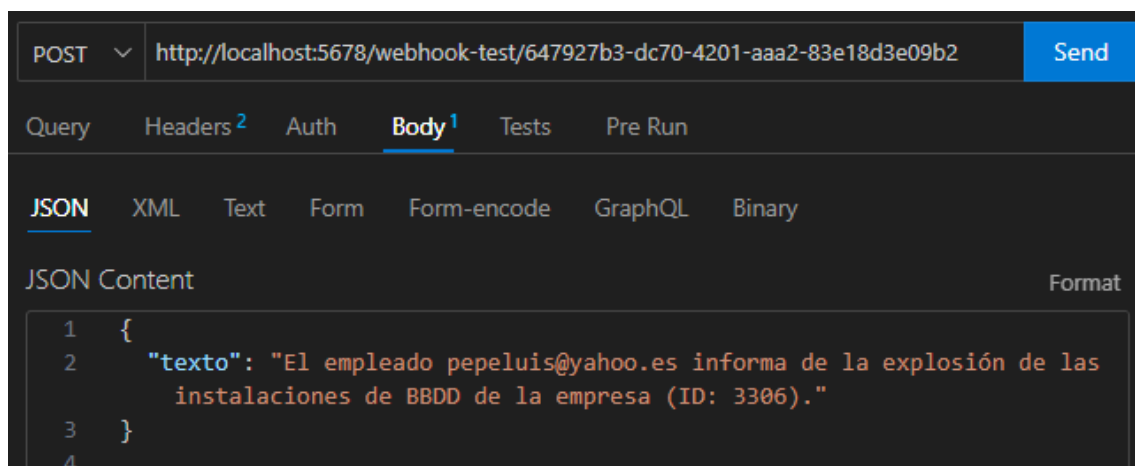 POST http://localhost:5678/webhook-test/647927b3-dc70-4201-aaa2-83e18d3e09b2 Send
Query Headers 2 Auth Body 1 Tests Pre Run
JSON XML Text Form Form-encode GraphQL Binary
JSON Content Format
1 {
2 "texto": "El empleado pepeluis@yahoo.es informa de la explosión de las
instalaciones de BBDD de la empresa (ID: 3306)."
3 }
4